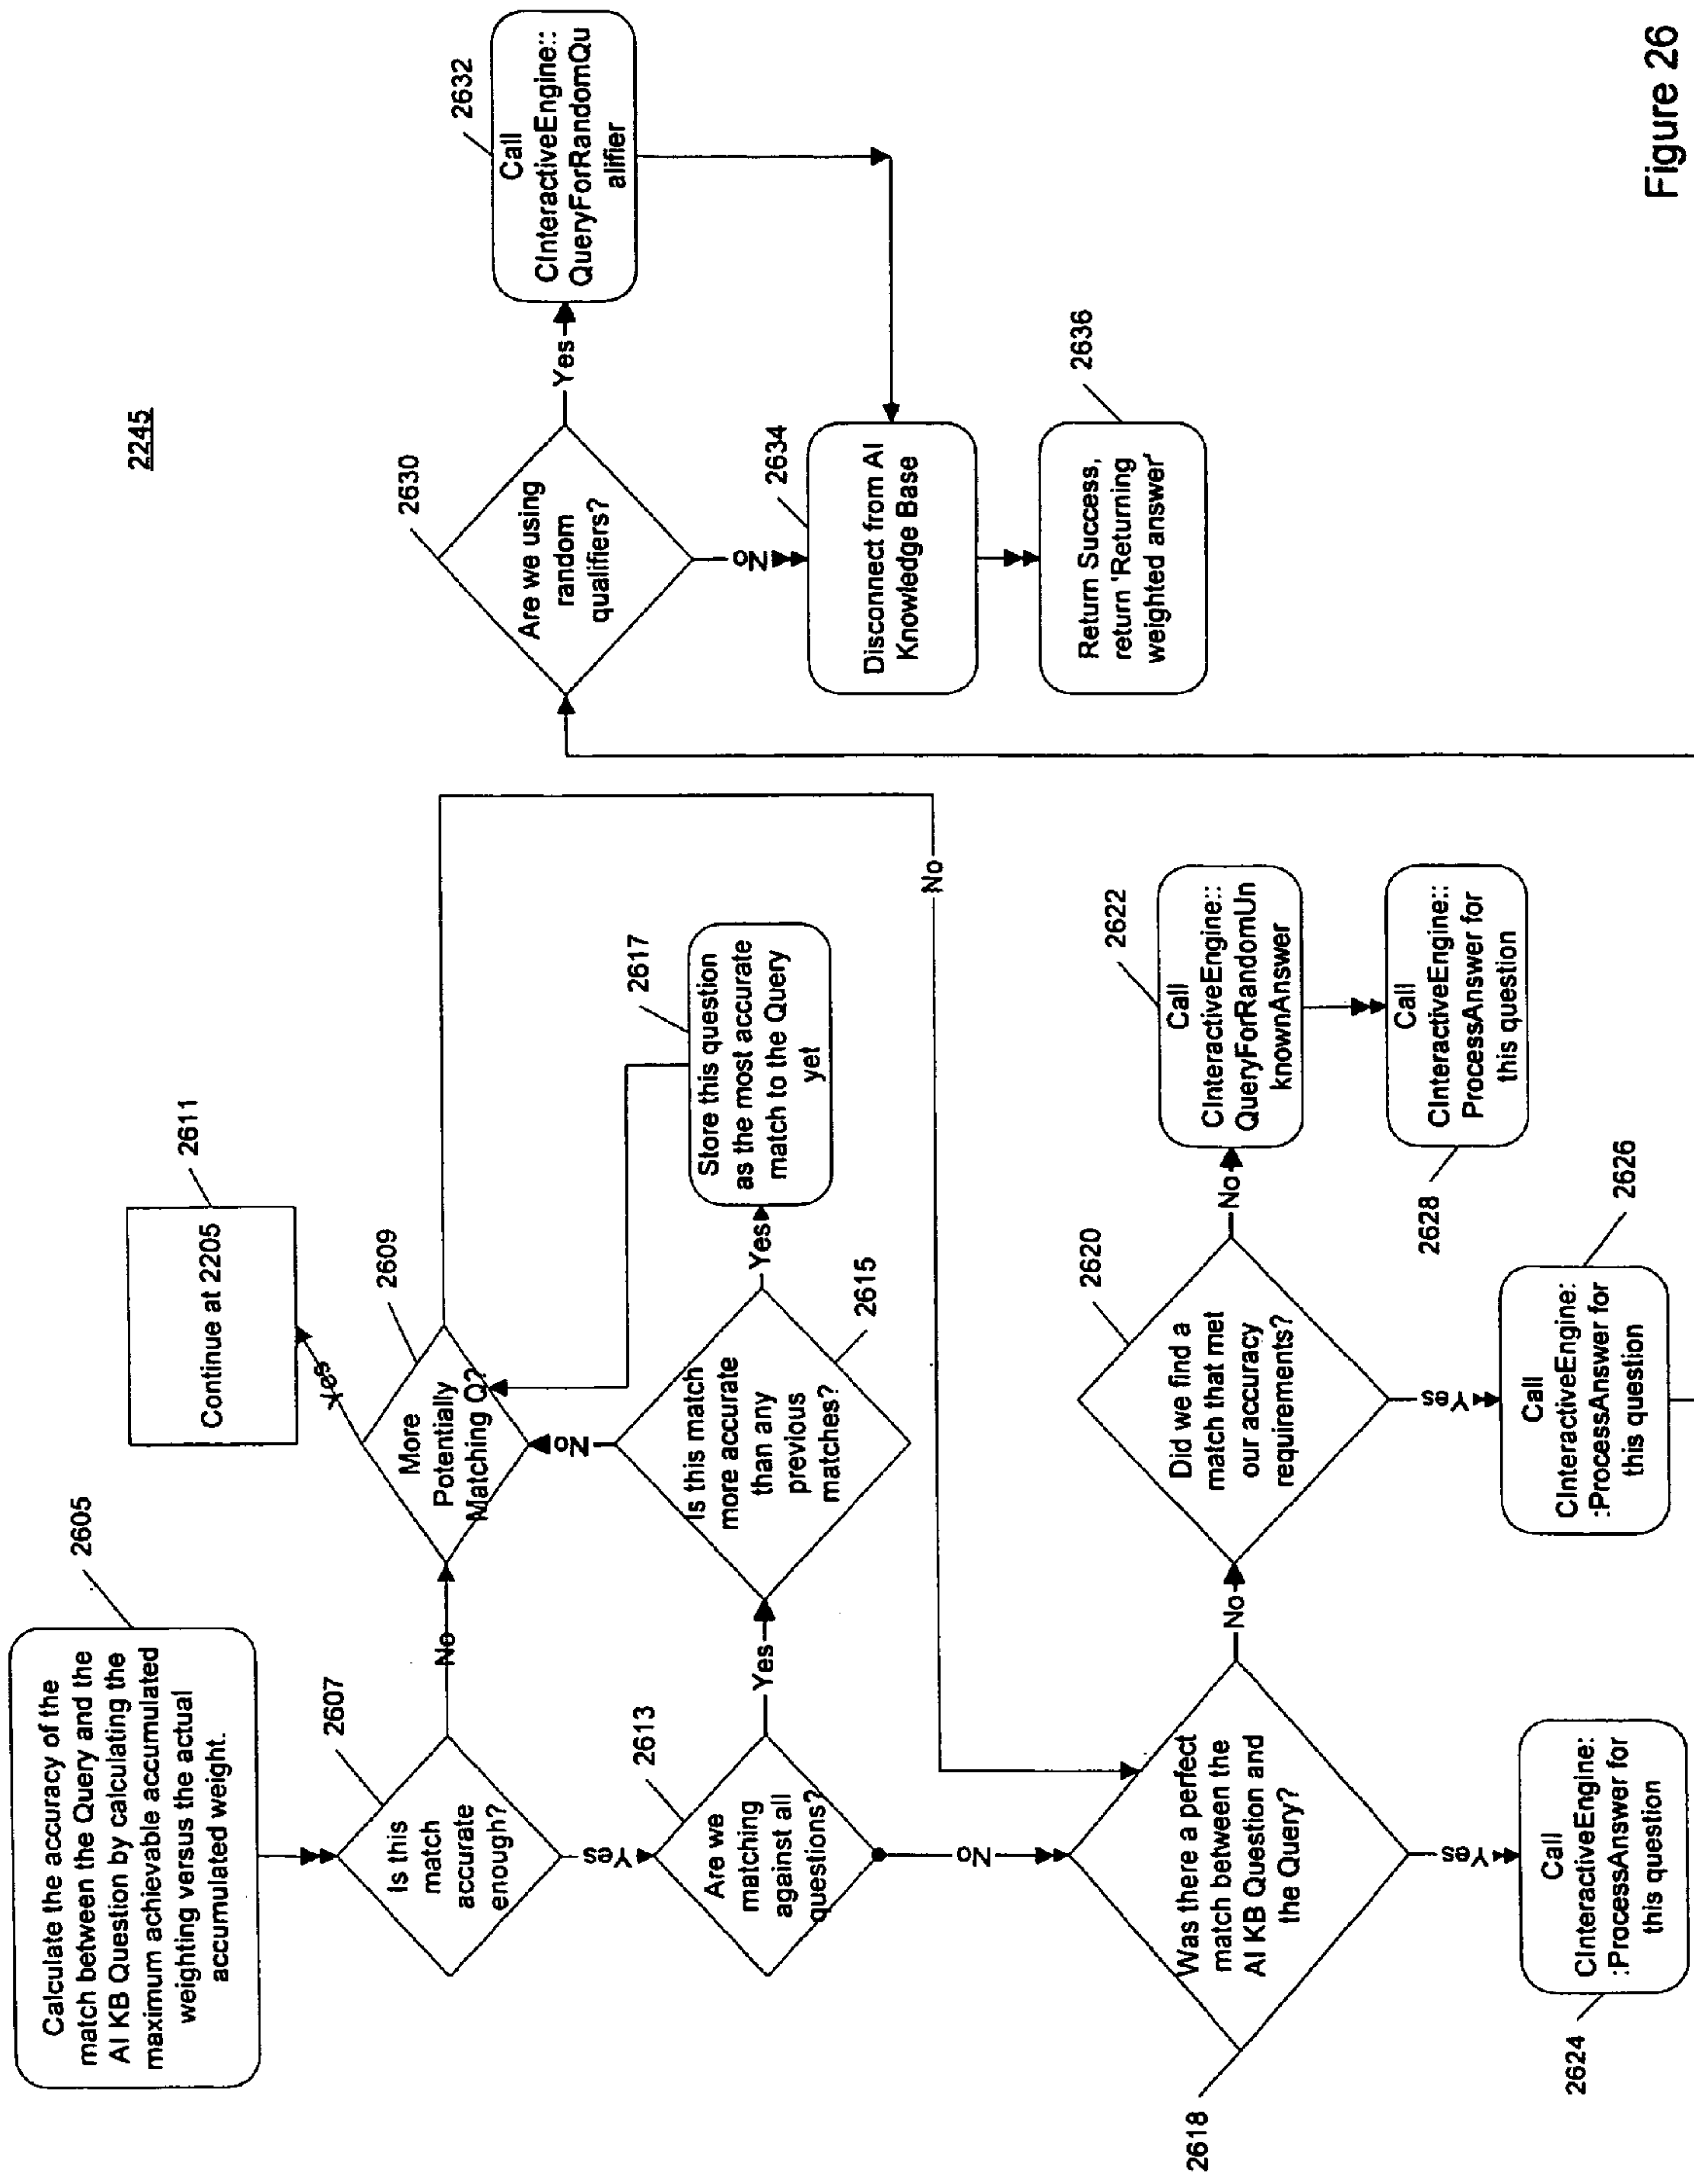 2245
2605
Calculate the accuracy of the
match between the Query and the
AI KB Question by calculating the
maximum achievable accumulated
weighting versus the actual
accumulated weight.
2607
Is this
match
accurate
enough?
No
Yes
2609
More
Potentially
Matching Q?
Yes
No
2611
Continue at 2205
2613
Are we
matching
against all
questions?
Yes
No
2615
Is this match
more accurate
than any
previous
matches?
No
Yes
2617
Store this question
as the most accurate
match to the Query
yet
2618
Was there a perfect
match between the
AI KB Question and
the Query?
No
Yes
2620
Did we find a
match that met
our accuracy
requirements?
No
Yes
2622
Call
CInteractiveEngine::
QueryForRandomUn
knownAnswer
2624
Call
CInteractiveEngine:
:ProcessAnswer for
this question
2626
Call
CInteractiveEngine:
:ProcessAnswer for
this question
2628
Call
CInteractiveEngine::
ProcessAnswer for
this question
2630
Are we using
random
qualifiers?
Yes
No
2632
Call
CInteractiveEngine::
QueryForRandomQu
alifier
2634
Disconnect from AI
Knowledge Base
2636
Return Success,
return 'Returning
weighted answer'
Figure 26